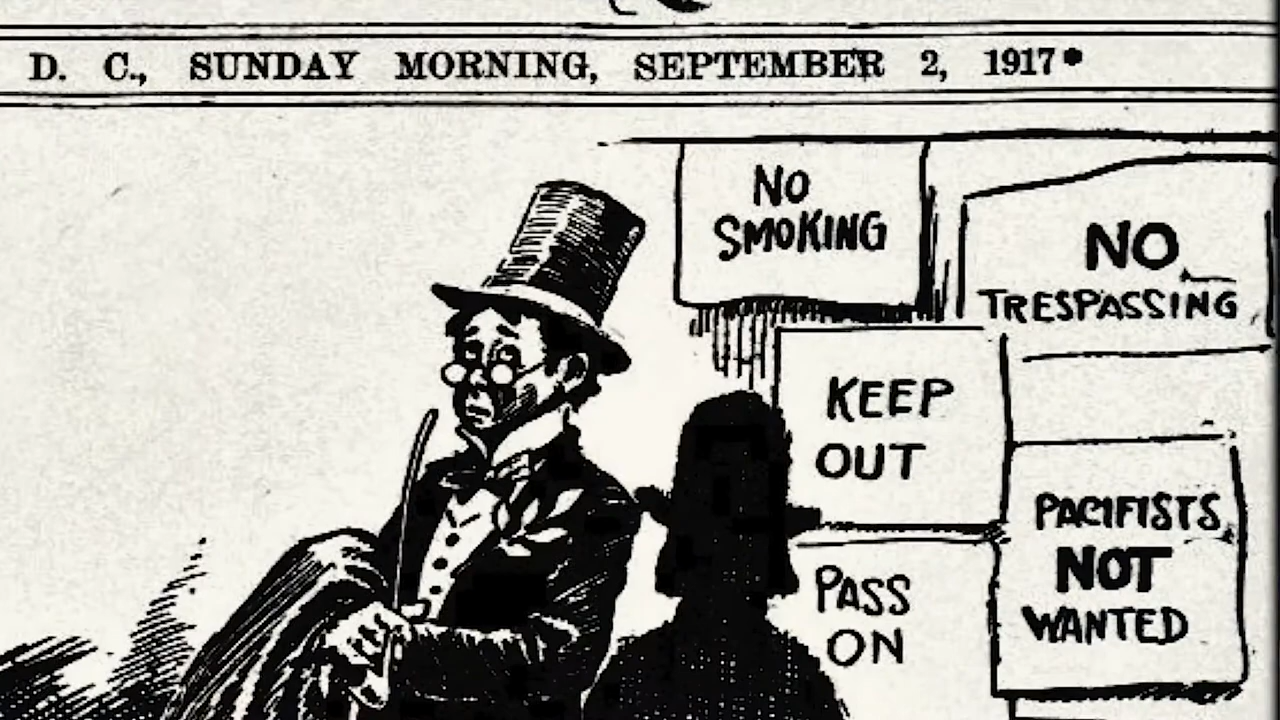 D. C., SUNDAY MORNING, SEPTEMBER 2, 1917
NO
SMOKING
NO
TRESPASSING
KEEP
OUT
PACIFISTS
NOT
WANTED
PASS
ON